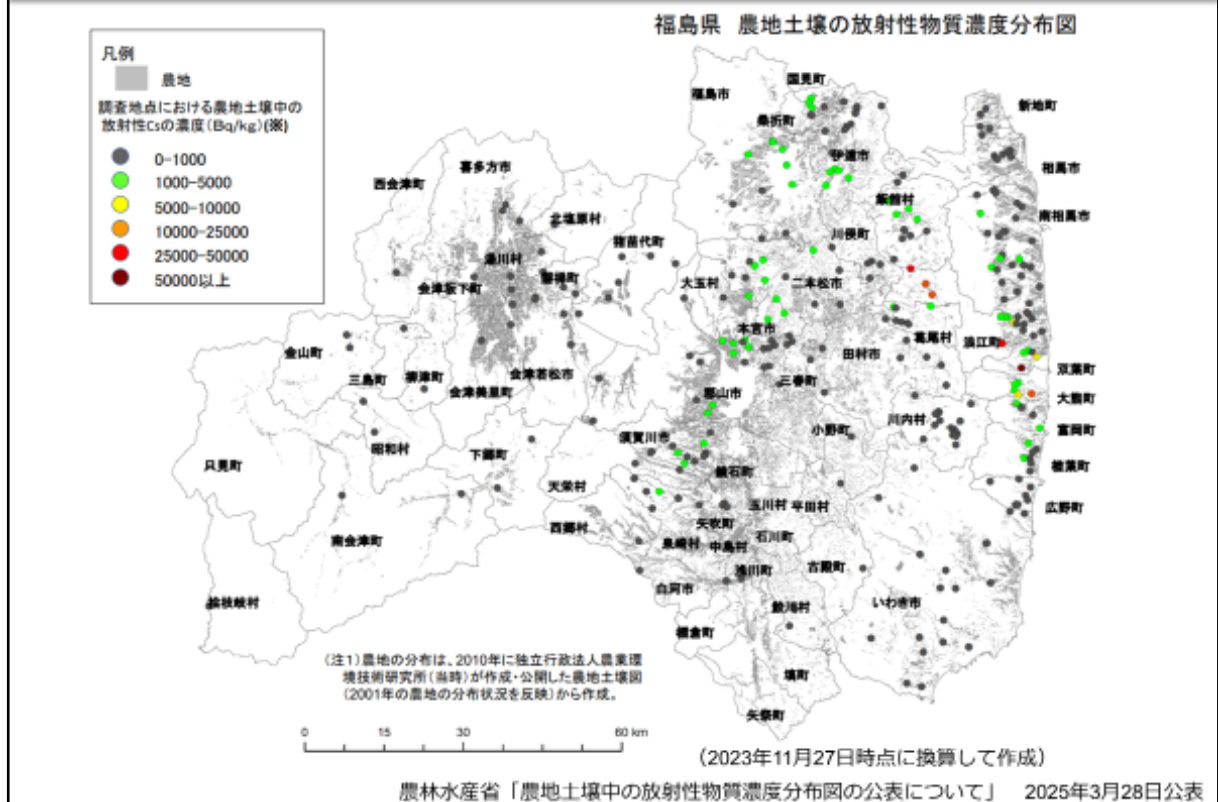 福島県 農地土壌の放射性物質濃度分布図
凡例
農地
調査地点における農地土壌中の
放射性Csの濃度(Bq/kg)(※)
0-1000
1000-5000
5000-10000
10000-25000
25000-50000
50000以上
国見町
福島市
新地町
桑折町
伊達市
相馬市
喜多方市
西会津町
飯舘村
南相馬市
北塩原村
川俣町
猪苗代町
湯川村
磐梯町
大玉村
二本松市
会津坂下町
本宮市
葛尾村
浪江町
金山町
田村市
双葉町
三島町
柳津町
会津若松市
三春町
会津美里町
郡山市
大熊町
川内村
小野町
富岡町
須賀川市
昭和村
下郷町
只見町
鏡石町
楢葉町
天栄村
玉川村
平田村
広野町
西郷村
矢吹町
石川町
南会津町
泉崎村
中島村
浅川町
古殿町
白河市
いわき市
檜枝岐村
鮫川村
棚倉町
塙町
矢祭町
(注1)農地の分布は、2010年に独立行政法人農業環
境技術研究所(当時)が作成・公開した農地土壌図
(2001年の農地の分布状況を反映)から作成。
0 15 30 60 km
(2023年11月27日時点に換算して作成)
農林水産省「農地土壌中の放射性物質濃度分布図の公表について」 2025年3月28日公表